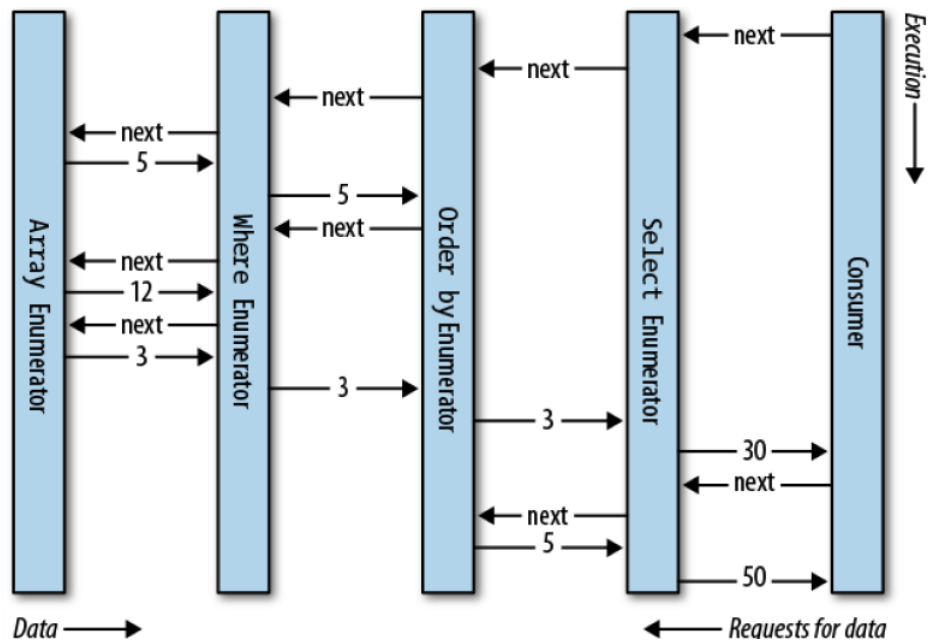 next
Execution
next
next
next
5
5
next
next
12
next
3
3
3
30
next
next
5
50
Array Enumerator
Where Enumerator
Order by Enumerator
Select Enumerator
Consumer
Data
Requests for data